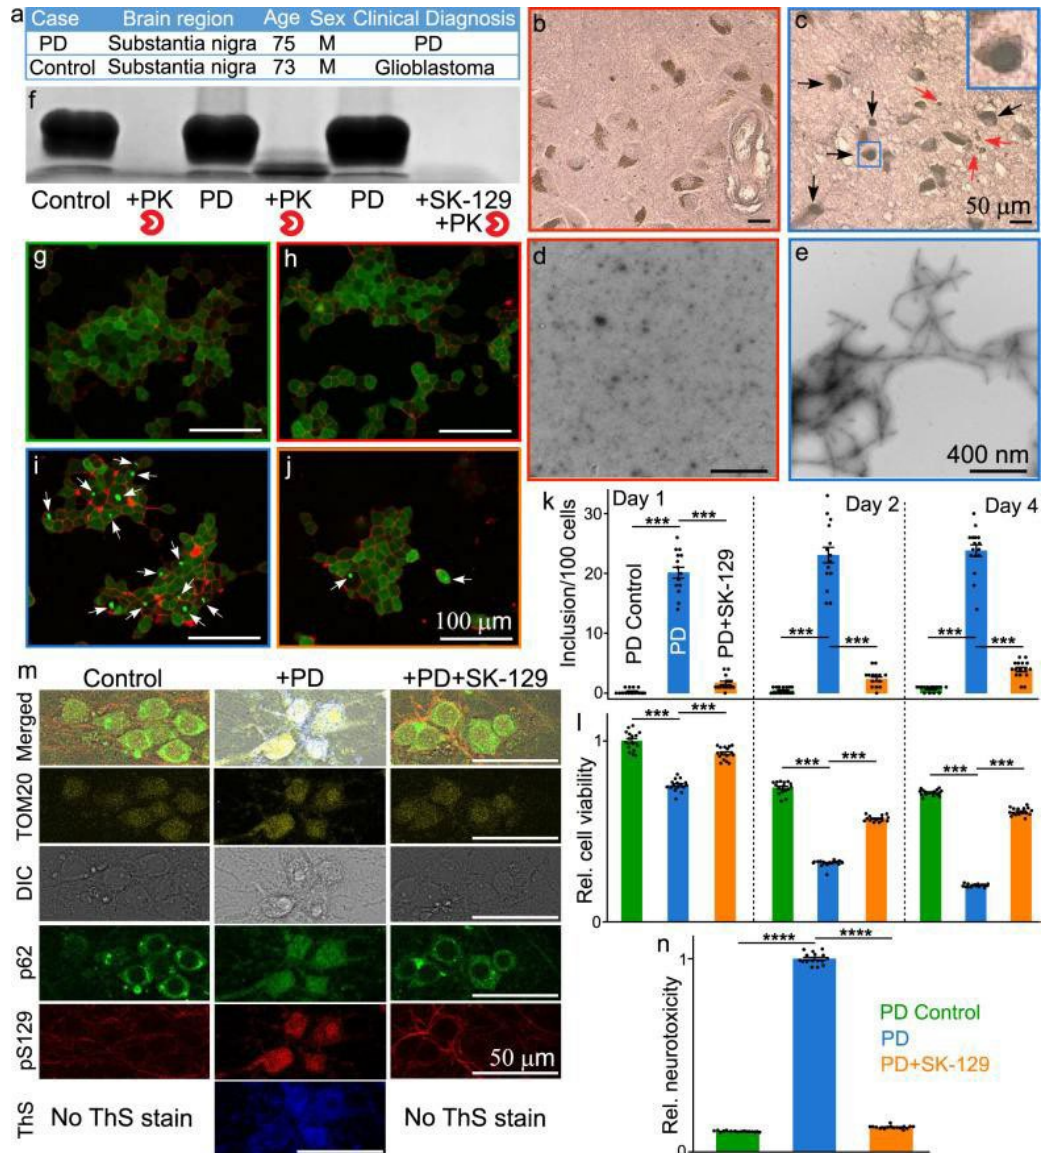 a
Case Brain region Age Sex Clinical Diagnosis
PD Substantia nigra 75 M PD
Control Substantia nigra 73 M Glioblastoma
b
c
50 µm
f
Control +PK PD +PK PD +SK-129
+PK
d
e
400 nm
g
h
i
j
100 µm
k
Day 1 Day 2 Day 4
*** *** *** *** *** ***
Inclusion/100 cells
30
20
10
0
PD Control
PD
PD+SK-129
l
*** *** *** *** *** ***
Rel. cell viability
1
0
m
Control +PD +PD+SK-129
Merged
TOM20
DIC
p62
pS129
50 µm
ThS
No ThS stain No ThS stain
n
**** ****
Rel. neurotoxicity
1
0
PD Control
PD
PD+SK-129